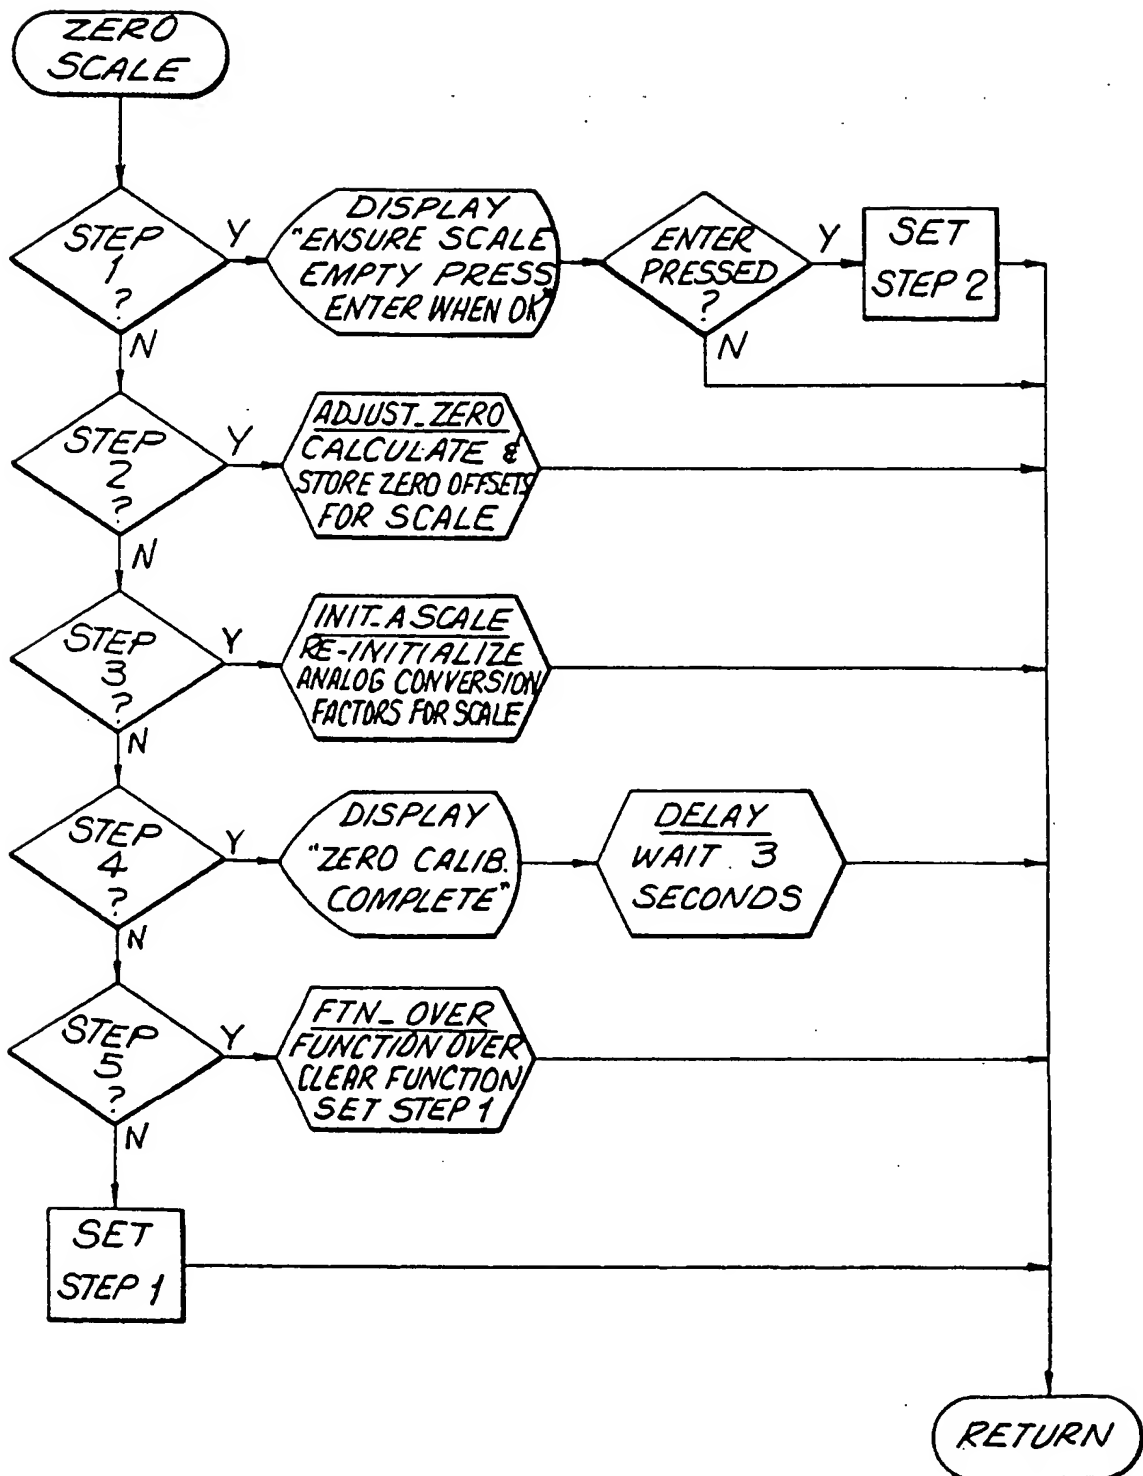 ZERO
SCALE
STEP
1
?
Y
N
DISPLAY
"ENSURE SCALE
EMPTY PRESS
ENTER WHEN OK"
ENTER
PRESSED
?
Y
N
SET
STEP 2
STEP
2
?
Y
N
ADJUST_ZERO
CALCULATE &
STORE ZERO OFFSETS
FOR SCALE
STEP
3
?
Y
N
INIT_A SCALE
RE-INITIALIZE
ANALOG CONVERSION
FACTORS FOR SCALE
STEP
4
?
Y
N
DISPLAY
"ZERO CALIB.
COMPLETE"
DELAY
WAIT 3
SECONDS
STEP
5
?
Y
N
FTN_OVER
FUNCTION OVER
CLEAR FUNCTION
SET STEP 1
SET
STEP 1
RETURN